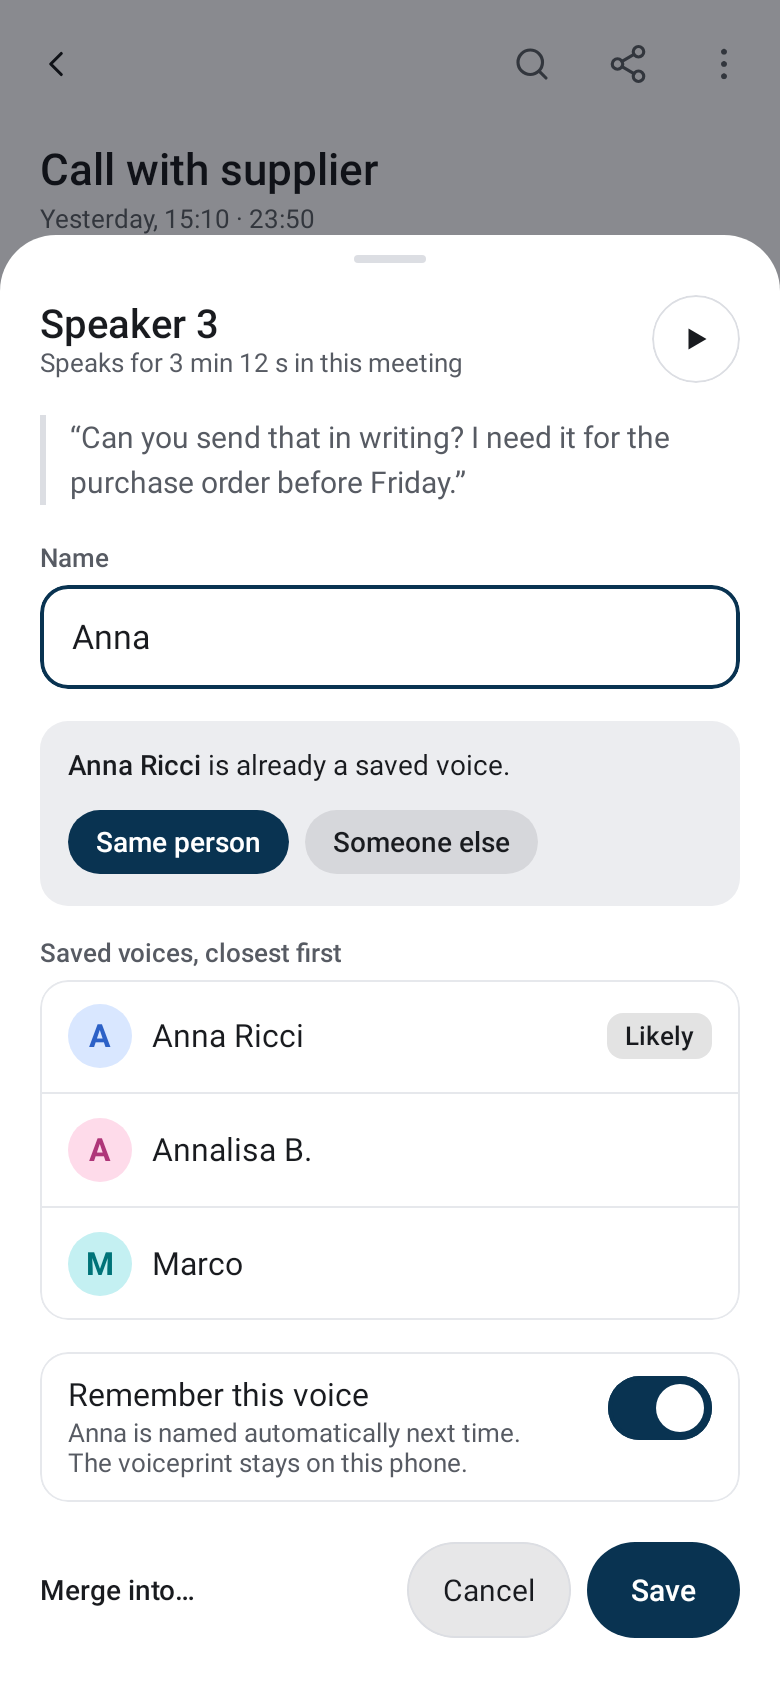 Call with supplier
Yesterday, 15:10 · 23:50
Speaker 3
Speaks for 3 min 12 s in this meeting
“Can you send that in writing? I need it for the
purchase order before Friday.”
Name
Anna
Anna Ricci is already a saved voice.
Same person
Someone else
Saved voices, closest first
A
Anna Ricci
Likely
A
Annalisa B.
M
Marco
Remember this voice
Anna is named automatically next time.
The voiceprint stays on this phone.
Merge into…
Cancel
Save